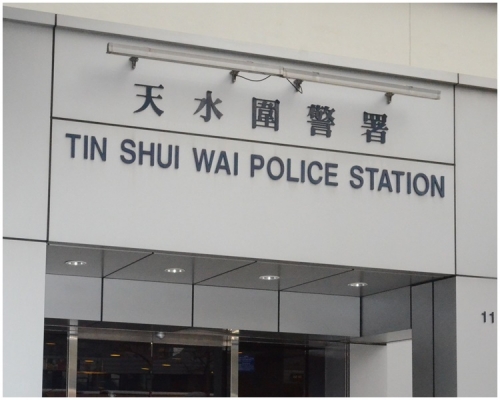 天水圍警署
TIN SHUI WAI POLICE STATION
11